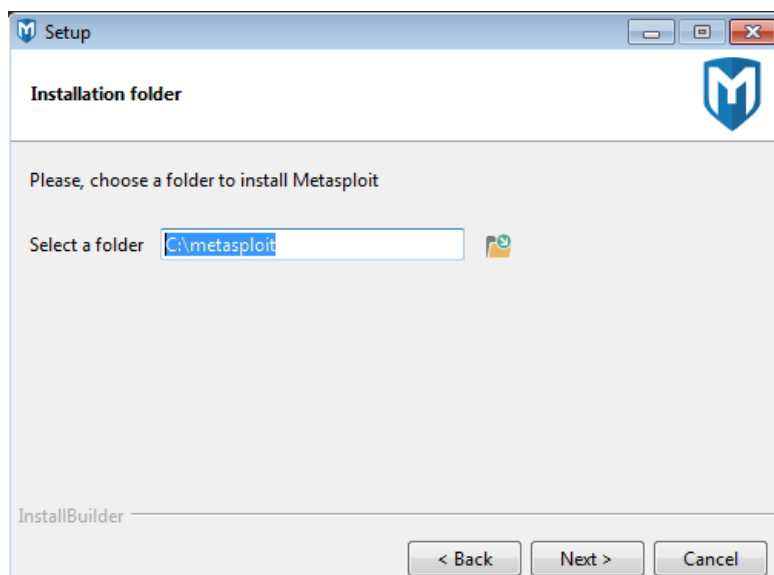 Setup
Installation folder
Please, choose a folder to install Metasploit
Select a folder C:\metasploit
InstallBuilder
< Back Next > Cancel